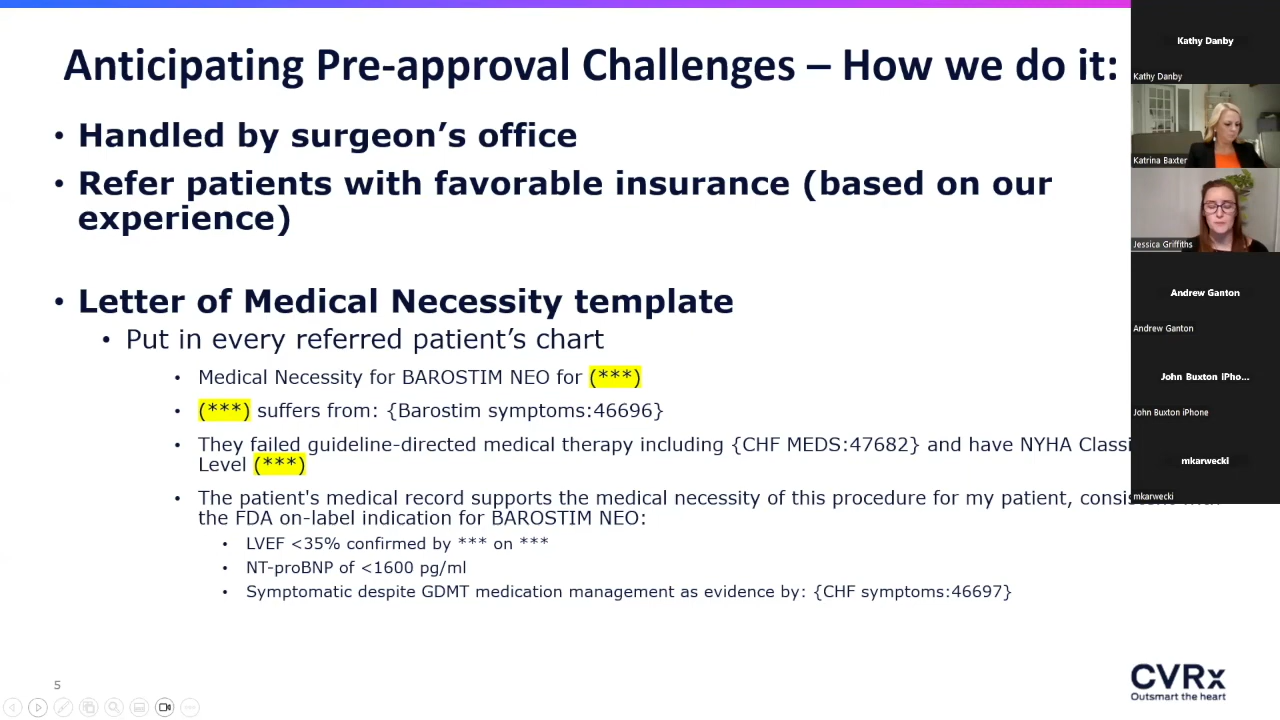 Anticipating Pre-approval Challenges – How we do it:
• Handled by surgeon’s office
• Refer patients with favorable insurance (based on our
experience)
• Letter of Medical Necessity template
• Put in every referred patient’s chart
• Medical Necessity for BAROSTIM NEO for (***)
• (***) suffers from: {Barostim symptoms:46696}
• They failed guideline-directed medical therapy including {CHF MEDS:47682} and have NYHA Classi
Level (***)
• The patient's medical record supports the medical necessity of this procedure for my patient,
the FDA on-label indication for BAROSTIM NEO:
• LVEF <35% confirmed by *** on ***
• NT-proBNP of <1600 pg/ml
• Symptomatic despite GDMT medication management as evidence by: {CHF symptoms:46697}
5
CVRx
Outsmart the heart
Kathy Danby
Kathy Danby
Katrina Baxter
Jessica Griffiths
Andrew Ganton
Andrew Ganton
John Buxton iPho...
John Buxton iPhone
mkarwecki
mkarwecki